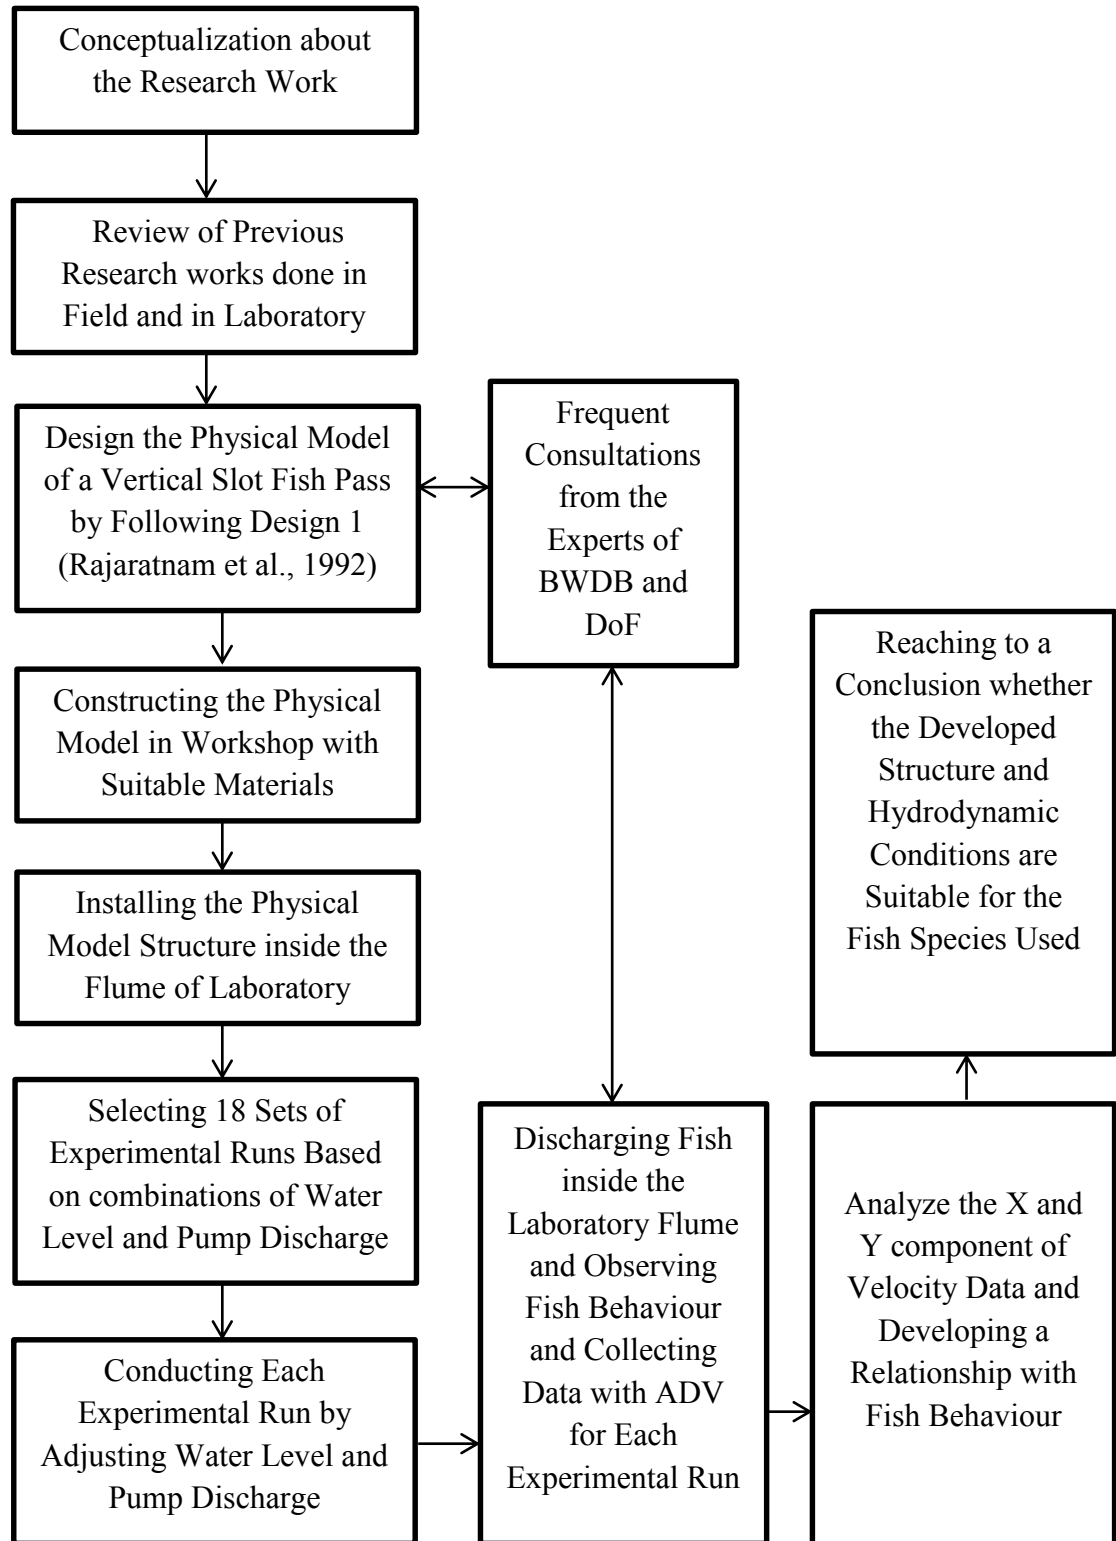 Conceptualization about
the Research Work
Review of Previous
Research works done in
Field and in Laboratory
Design the Physical Model
of a Vertical Slot Fish Pass
by Following Design 1
(Rajaratnam et al., 1992)
Constructing the Physical
Model in Workshop with
Suitable Materials
Installing the Physical
Model Structure inside the
Flume of Laboratory
Selecting 18 Sets of
Experimental Runs Based
on combinations of Water
Level and Pump Discharge
Conducting Each
Experimental Run by
Adjusting Water Level and
Pump Discharge
Frequent
Consultations
from the
Experts of
BWDB and
DoF
Discharging Fish
inside the
Laboratory Flume
and Observing
Fish Behaviour
and Collecting
Data with ADV
for Each
Experimental Run
Analyze the X and
Y component of
Velocity Data and
Developing a
Relationship with
Fish Behaviour
Reaching to a
Conclusion whether
the Developed
Structure and
Hydrodynamic
Conditions are
Suitable for the
Fish Species Used